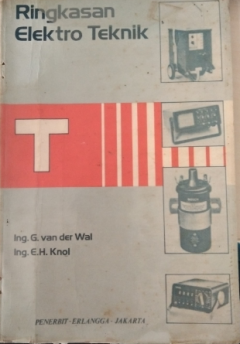 Ringkasan
Elektro Teknik
T
Ing. G. van der Wal
Ing. E.H. Knol
PENERBIT - ERLANGGA - JAKARTA